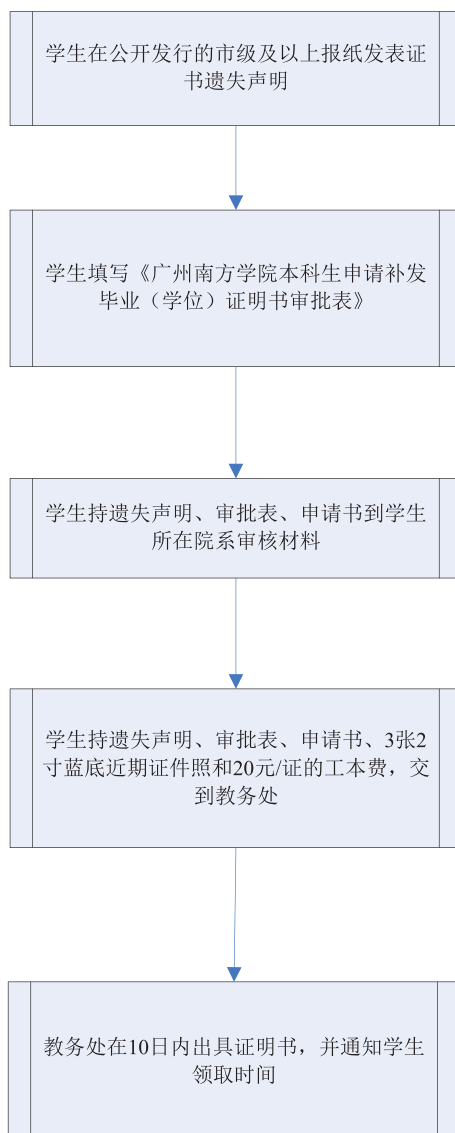 学生在公开发行的市级及以上报纸发表证
书遗失声明
学生填写《广州南方学院本科生申请补发
毕业（学位）证明书审批表》
学生持遗失声明、审批表、申请书到学生
所在院系审核材料
学生持遗失声明、审批表、申请书、3张2
寸蓝底近期证件照和20元/证的工本费，交
到教务处
教务处在10日内出具证明书，并通知学生
领取时间